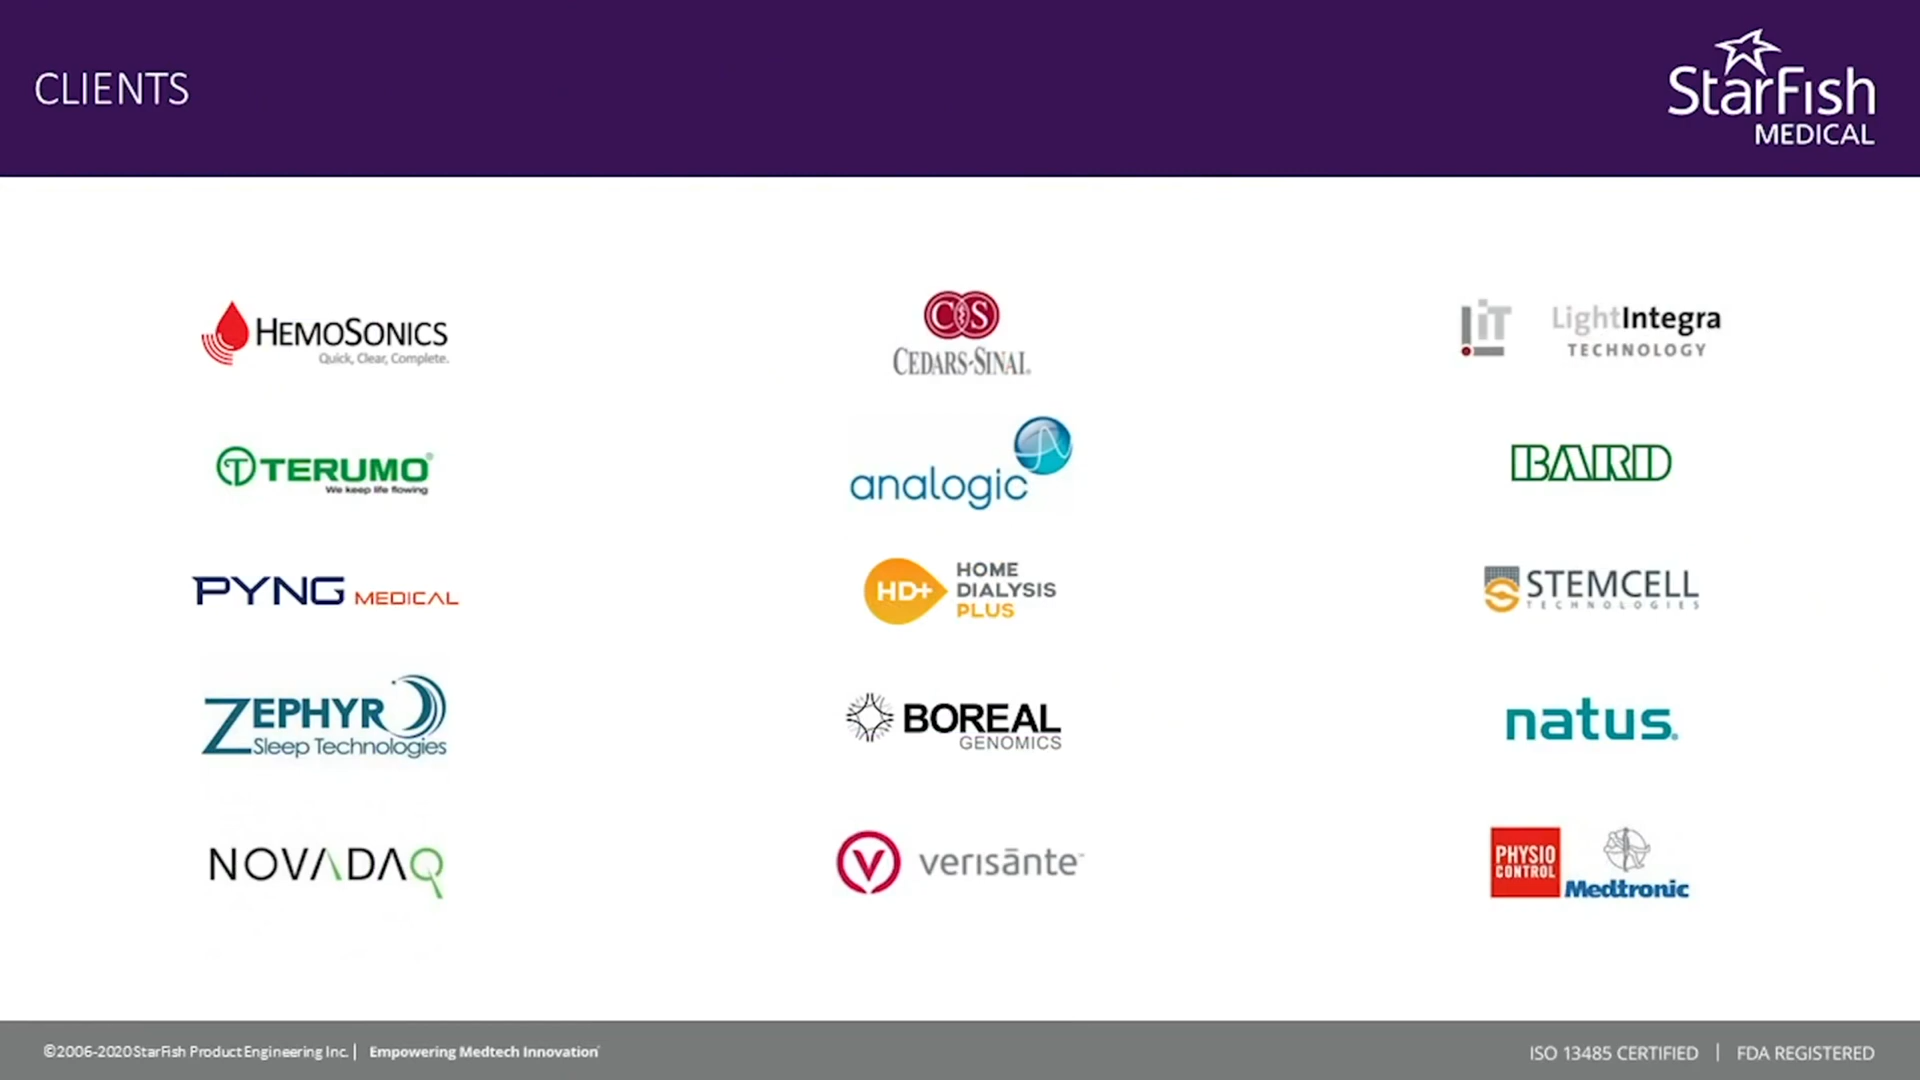 CLIENTS
StarFish
MEDICAL
HEMOSONICS
Quick, Clear, Complete.
CS
CEDARS-SINAI®
LiT
LightIntegra
TECHNOLOGY
T TERUMO®
We keep life flowing
analogic
BARD
PYNG MEDICAL
HD+
HOME
DIALYSIS
PLUS
STEMCELL
TECHNOLOGIES
ZEPHYR
Sleep Technologies
BOREAL
GENOMICS
natus®
NOVADAQ
V verisānte™
PHYSIO
CONTROL
Medtronic
©2006-2020 StarFish Product Engineering Inc. | Empowering Medtech Innovation
ISO 13485 CERTIFIED | FDA REGISTERED